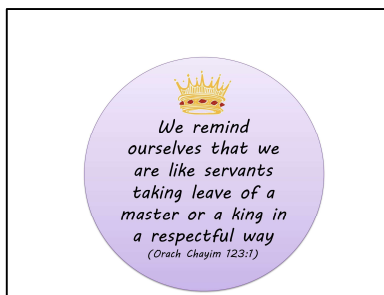 We remind
ourselves that we
are like servants
taking leave of a
master or a king in
a respectful way
(Orach Chayim 123:1)